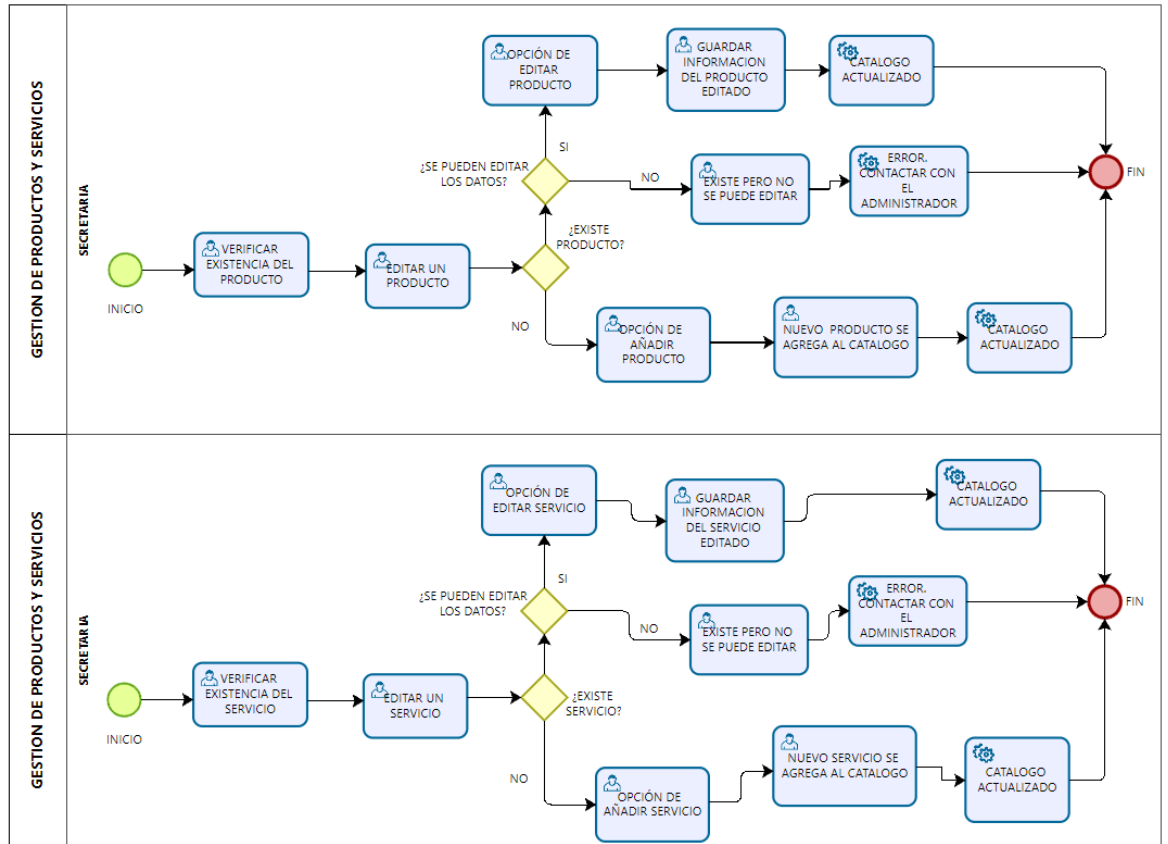 GESTION DE PRODUCTOS Y SERVICIOS
SECRETARIA
INICIO
VERIFICAR
EXISTENCIA DEL
PRODUCTO
EDITAR UN
PRODUCTO
¿EXISTE
PRODUCTO?
SI
¿SE PUEDEN EDITAR
LOS DATOS?
OPCIÓN DE
EDITAR
PRODUCTO
GUARDAR
INFORMACION
DEL PRODUCTO
EDITADO
CATALOGO
ACTUALIZADO
NO
EXISTE PERO NO
SE PUEDE EDITAR
ERROR.
CONTACTAR CON
EL
ADMINISTRADOR
FIN
NO
OPCIÓN DE
AÑADIR
PRODUCTO
NUEVO PRODUCTO SE
AGREGA AL CATALOGO
CATALOGO
ACTUALIZADO
GESTION DE PRODUCTOS Y SERVICIOS
SECRETARIA
INICIO
VERIFICAR
EXISTENCIA DEL
SERVICIO
EDITAR UN
SERVICIO
¿EXISTE
SERVICIO?
SI
¿SE PUEDEN EDITAR
LOS DATOS?
OPCIÓN DE
EDITAR SERVICIO
GUARDAR
INFORMACION
DEL SERVICIO
EDITADO
CATALOGO
ACTUALIZADO
NO
EXISTE PERO NO
SE PUEDE EDITAR
ERROR.
CONTACTAR CON
EL
ADMINISTRADOR
FIN
NO
OPCIÓN DE
AÑADIR SERVICIO
NUEVO SERVICIO SE
AGREGA AL CATALOGO
CATALOGO
ACTUALIZADO